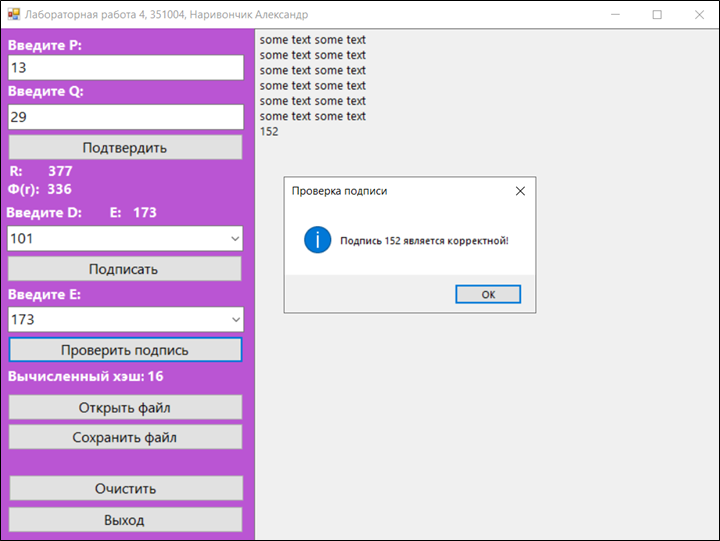 Лабораторная работа 4, 351004, Наривончик Александр
Введите P:
13
Введите Q:
29
Подтвердить
R: 377
Ф(r): 336
Введите D: E: 173
101
Подписать
Введите E:
173
Проверить подпись
Вычисленный хэш: 16
Открыть файл
Сохранить файл
Очистить
Выход
some text some text
some text some text
some text some text
some text some text
some text some text
some text some text
152
Проверка подписи
Подпись 152 является корректной!
ОК